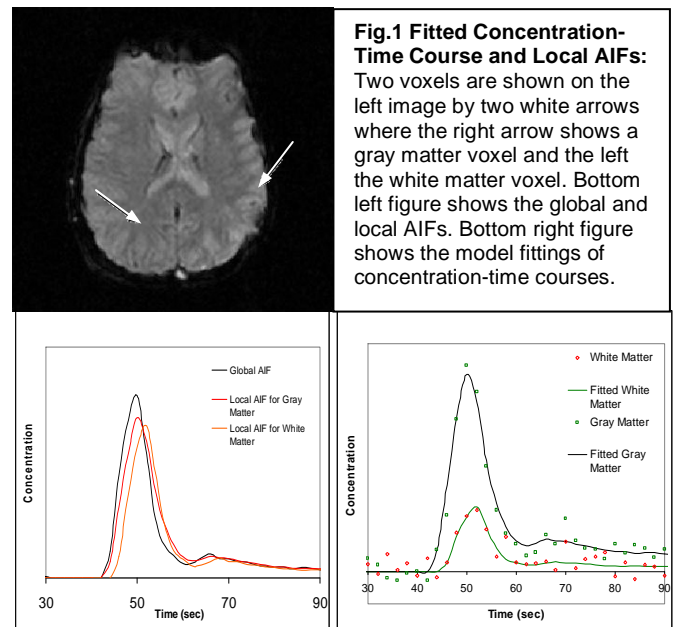 Fig.1 Fitted Concentration-
Time Course and Local AIFs:
Two voxels are shown on the
left image by two white arrows
where the right arrow shows a
gray matter voxel and the left
the white matter voxel. Bottom
left figure shows the global and
local AIFs. Bottom right figure
shows the model fittings of
concentration-time courses.
Concentration
Global AIF
Local AIF for Gray
Matter
Local AIF for White
Matter
30 50 70 90
Time (sec)
Concentration
White Matter
Fitted White
Matter
Gray Matter
Fitted Gray
Matter
30 40 50 60 70 80 90
Time (sec)